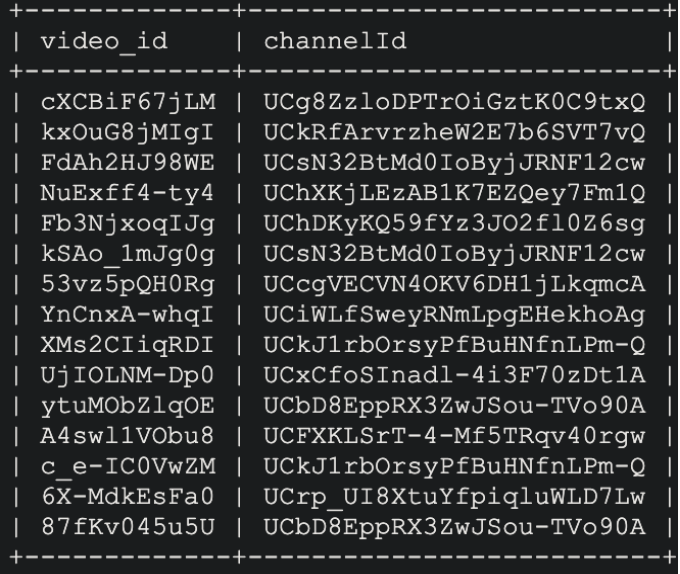 +-------------+--------------------------+
| video_id    | channelId                |
+-------------+--------------------------+
| cXCBiF67jLM | UCg8ZzloDPTrOiGztK0C9txQ |
| kxOuG8jMIgI | UCkRfArvrzheW2E7b6SVT7vQ |
| FdAh2HJ98WE | UCsN32BtMd0IoByjJRNF12cw |
| NuExff4-ty4 | UChXKjLEzAB1K7EZQey7Fm1Q |
| Fb3NjxoqIJg | UChDKyKQ59fYz3JO2fl0Z6sg |
| kSAo_1mJg0g | UCsN32BtMd0IoByjJRNF12cw |
| 53vz5pQH0Rg | UCcgVECVN4OKV6DH1jLkqmcA |
| YnCnxA-whqI | UCiWLfSweyRNmLpgEHekhoAg |
| XMs2CIiqRDI | UCkJ1rbOrsyPfBuHNfnLPm-Q |
| UjIOLNM-Dp0 | UCxCfoSInadl-4i3F70zDt1A |
| ytuMObZlqOE | UCbD8EppRX3ZwJSou-TVo90A |
| A4swl1VObu8 | UCFXKLSrT-4-Mf5TRqv40rgw |
| c_e-IC0VwZM | UCkJ1rbOrsyPfBuHNfnLPm-Q |
| 6X-MdkEsFa0 | UCrp_UI8XtuYfpiqluWLD7Lw |
| 87fKv045u5U | UCbD8EppRX3ZwJSou-TVo90A |
+-------------+--------------------------+